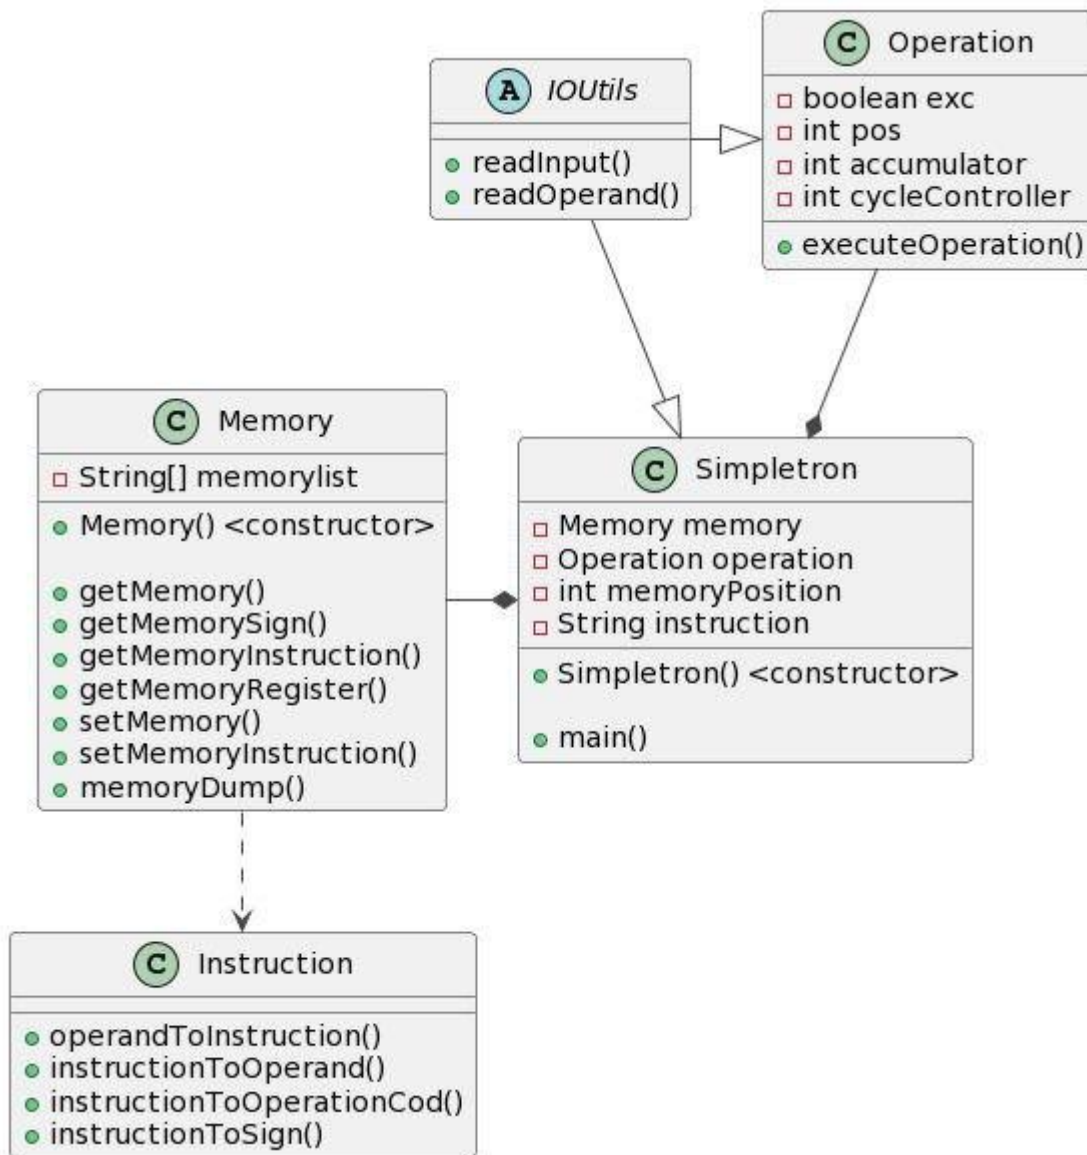 C Operation
boolean exc
int pos
int accumulator
int cycleController
executeOperation()
A IOUtils
readInput()
readOperand()
C Memory
String[] memorylist
Memory() <constructor>
getMemory()
getMemorySign()
getMemoryInstruction()
getMemoryRegister()
setMemory()
setMemoryInstruction()
memoryDump()
C Simpletron
Memory memory
Operation operation
int memoryPosition
String instruction
Simpletron() <constructor>
main()
C Instruction
operandToInstruction()
instructionToOperand()
instructionToOperationCod()
instructionToSign()